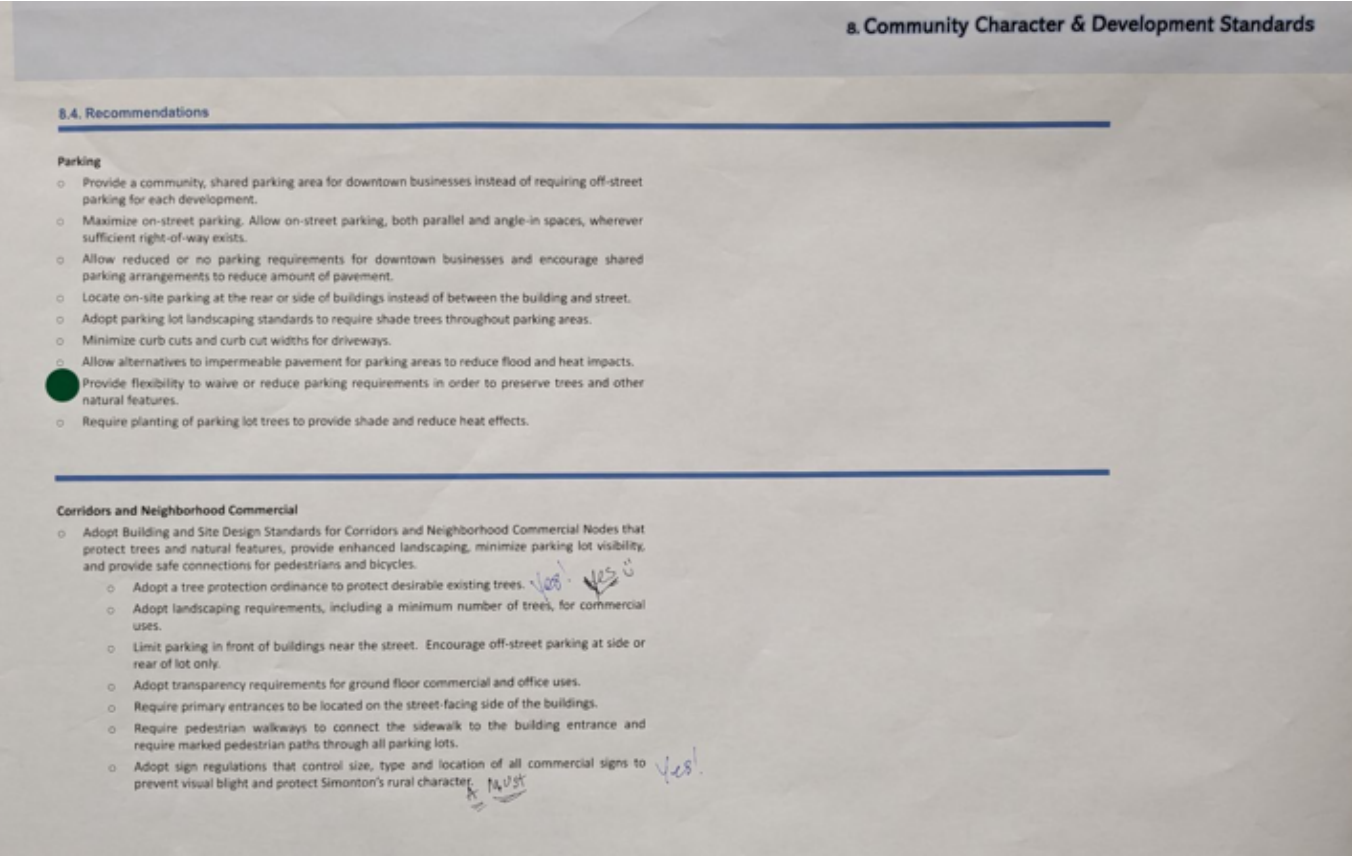 8. Community Character & Development Standards
8.4. Recommendations
Parking
o Provide a community, shared parking area for downtown businesses instead of requiring off-street
parking for each development.
o Maximize on-street parking. Allow on-street parking, both parallel and angle-in spaces, wherever
sufficient right-of-way exists.
o Allow reduced or no parking requirements for downtown businesses and encourage shared
parking arrangements to reduce amount of pavement.
o Locate on-site parking at the rear or side of buildings instead of between the building and street.
o Adopt parking lot landscaping standards to require shade trees throughout parking areas.
o Minimize curb cuts and curb cut widths for driveways.
o Allow alternatives to impermeable pavement for parking areas to reduce flood and heat impacts.
Provide flexibility to waive or reduce parking requirements in order to preserve trees and other
natural features.
o Require planting of parking lot trees to provide shade and reduce heat effects.
Corridors and Neighborhood Commercial
o Adopt Building and Site Design Standards for Corridors and Neighborhood Commercial Nodes that
protect trees and natural features, provide enhanced landscaping, minimize parking lot visibility,
and provide safe connections for pedestrians and bicycles.
o Adopt a tree protection ordinance to protect desirable existing trees. Yes! Yes
o Adopt landscaping requirements, including a minimum number of trees, for commercial
uses.
o Limit parking in front of buildings near the street. Encourage off-street parking at side or
rear of lot only.
o Adopt transparency requirements for ground floor commercial and office uses.
o Require primary entrances to be located on the street-facing side of the buildings.
o Require pedestrian walkways to connect the sidewalk to the building entrance and
require marked pedestrian paths through all parking lots.
o Adopt sign regulations that control size, type and location of all commercial signs to Yes!
prevent visual blight and protect Simonton's rural character. A MUST